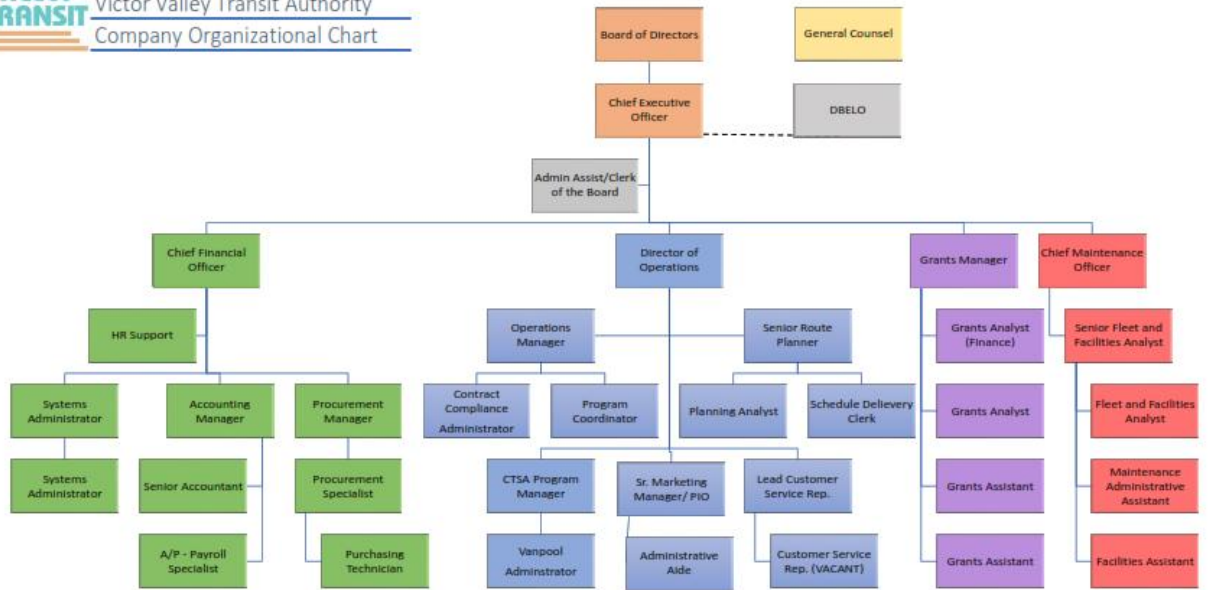 TRANSIT
Victor Valley Transit Authority
Company Organizational Chart
Board of Directors
General Counsel
Chief Executive
Officer
DBELO
Admin Assist/Clerk
of the Board
Chief Financial
Officer
Director of
Operations
Grants Manager
Chief Maintenance
Officer
HR Support
Operations
Manager
Senior Route
Planner
Grants Analyst
(Finance)
Senior Fleet and
Facilities Analyst
Systems
Administrator
Accounting
Manager
Procurement
Manager
Contract
Compliance
Administrator
Program
Coordinator
Planning Analyst
Schedule Delievery
Clerk
Grants Analyst
Fleet and Facilities
Analyst
Systems
Administrator
Senior Accountant
Procurement
Specialist
CTSA Program
Manager
Sr. Marketing
Manager/ PIO
Lead Customer
Service Rep.
Grants Assistant
Maintenance
Administrative
Assistant
A/P - Payroll
Specialist
Purchasing
Technician
Vanpool
Adminstrator
Administrative
Aide
Customer Service
Rep. (VACANT)
Grants Assistant
Facilities Assistant